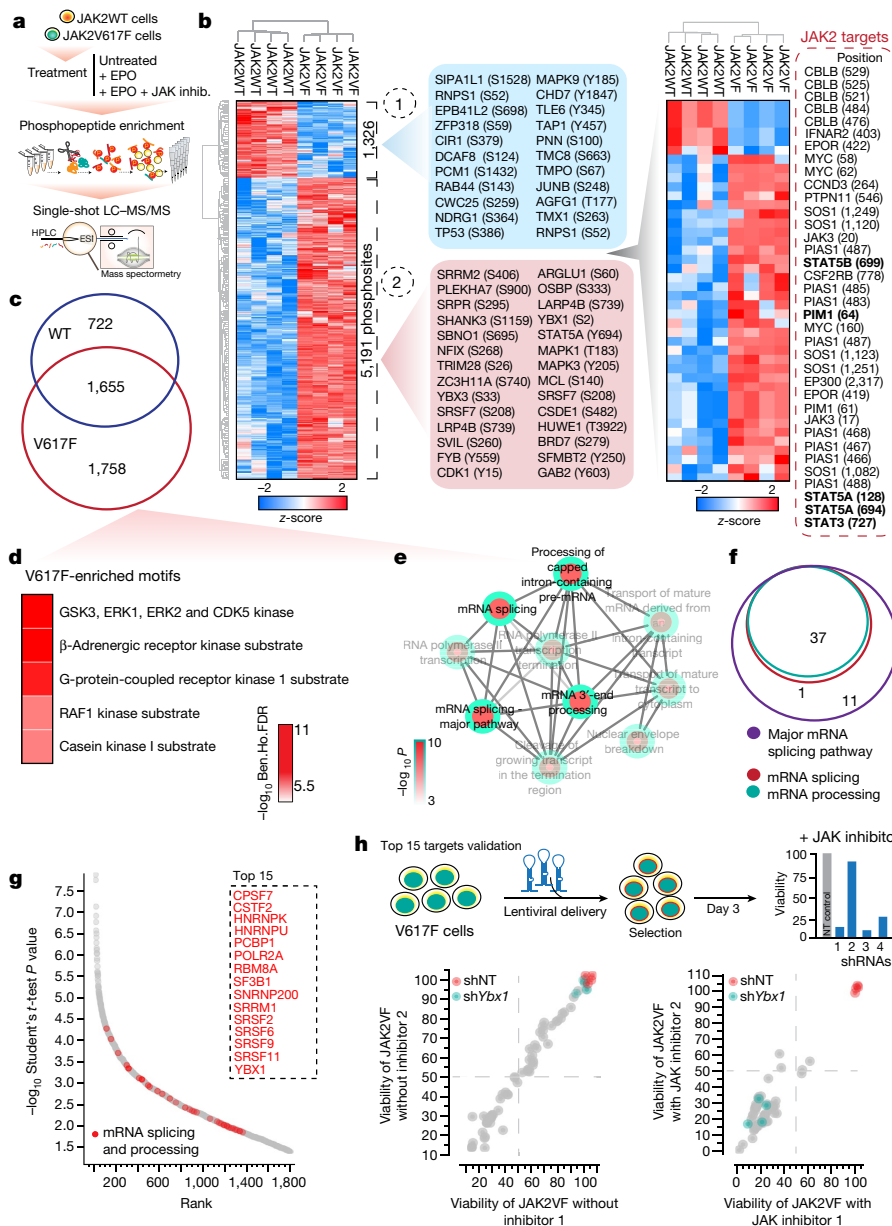 a
JAK2WT cells
JAK2V617F cells
Treatment
Untreated
+ EPO
+ EPO + JAK inhib.
Phosphopeptide enrichment
Single-shot LC–MS/MS
HPLC
ESI
Mass spectrometry
b
JAK2WT
JAK2WT
JAK2WT
JAK2WT
JAK2VF
JAK2VF
JAK2VF
JAK2VF
1
1,326
2
5,191 phosphosites
–2
2
z-score
SIPA1L1 (S1528)
RNPS1 (S52)
EPB41L2 (S698)
ZFP318 (S59)
CIR1 (S379)
DCAF8 (S124)
PCM1 (S1432)
RAB44 (S143)
CWC25 (S259)
NDRG1 (S364)
TP53 (S386)
MAPK9 (Y185)
CHD7 (Y1847)
TLE6 (Y345)
TAP1 (Y457)
PNN (S100)
TMC8 (S663)
TMPO (S67)
JUNB (S248)
AGFG1 (T177)
TMX1 (S263)
RNPS1 (S52)
SRRM2 (S406)
PLEKHA7 (S900)
SRPR (S295)
SHANK3 (S1159)
SBNO1 (S695)
NFIX (S268)
TRIM28 (S26)
ZC3H11A (S740)
YBX3 (S33)
SRSF7 (S208)
LRP4B (S739)
SVIL (S260)
FYB (Y559)
CDK1 (Y15)
ARGLU1 (S60)
OSBP (S333)
LARP4B (S739)
YBX1 (S2)
STAT5A (Y694)
MAPK1 (T183)
MAPK3 (Y205)
MCL (S140)
SRSF7 (S208)
CSDE1 (S482)
HUWE1 (T3922)
BRD7 (S279)
SFMBT2 (Y250)
GAB2 (Y603)
JAK2WT
JAK2WT
JAK2WT
JAK2WT
JAK2VF
JAK2VF
JAK2VF
JAK2VF
–2
2
z-score
JAK2 targets
Position
CBLB (529)
CBLB (525)
CBLB (521)
CBLB (484)
CBLB (476)
IFNAR2 (403)
EPOR (422)
MYC (58)
MYC (62)
CCND3 (264)
PTPN11 (546)
SOS1 (1,249)
SOS1 (1,120)
JAK3 (20)
PIAS1 (487)
STAT5B (699)
CSF2RB (778)
PIAS1 (485)
PIAS1 (483)
PIM1 (64)
MYC (160)
PIAS1 (487)
SOS1 (1,123)
SOS1 (1,251)
EP300 (2,317)
EPOR (419)
PIM1 (61)
JAK3 (17)
PIAS1 (468)
PIAS1 (467)
PIAS1 (466)
SOS1 (1,082)
PIAS1 (488)
STAT5A (128)
STAT5A (694)
STAT3 (727)
c
WT
722
1,655
V617F
1,758
d
V617F-enriched motifs
GSK3, ERK1, ERK2 and CDK5 kinase
β-Adrenergic receptor kinase substrate
G-protein-coupled receptor kinase 1 substrate
RAF1 kinase substrate
Casein kinase I substrate
–log10 Ben.Ho.FDR
11
5.5
e
Processing of
capped
intron-containing
pre-mRNA
mRNA splicing
Transport of mature
mRNA derived from
intron-containing
transcript
RNA polymerase II
transcription
RNA polymerase II
transcription
termination
Transport of mature
transcript to
cytoplasm
mRNA splicing -
major pathway
mRNA 3′-end
processing
Nuclear envelope
breakdown
Cleavage of
growing transcript
in the termination
region
–log10 P
10
3
f
37
1
11
Major mRNA
splicing pathway
mRNA splicing
mRNA processing
g
–log10 Student's t-test P value
7.5
7.0
6.5
6.0
5.5
5.0
4.5
4.0
3.5
3.0
2.5
2.0
1.5
mRNA splicing
and processing
200
600
1,000
1,400
1,800
Rank
Top 15
CPSF7
CSTF2
HNRNPK
HNRNPU
PCBP1
POLR2A
RBM8A
SF3B1
SNRNP200
SRRM1
SRSF2
SRSF6
SRSF9
SRSF11
YBX1
h
Top 15 targets validation
V617F cells
Lentiviral delivery
Selection
Day 3
+ JAK inhibito
Viability
100
75
50
25
0
NT control
1
2
3
4
shRNAs
Viability of JAK2VF
without inhibitor 2
100
90
80
70
60
50
40
30
20
10
shNT
shYbx1
0
20
40
60
80
100
Viability of JAK2VF without
inhibitor 1
Viability of JAK2VF
with JAK inhibitor 2
110
100
90
80
70
60
50
40
30
20
10
0
shNT
shYbx1
0
20
40
60
80
100
Viability of JAK2VF with
JAK inhibitor 1